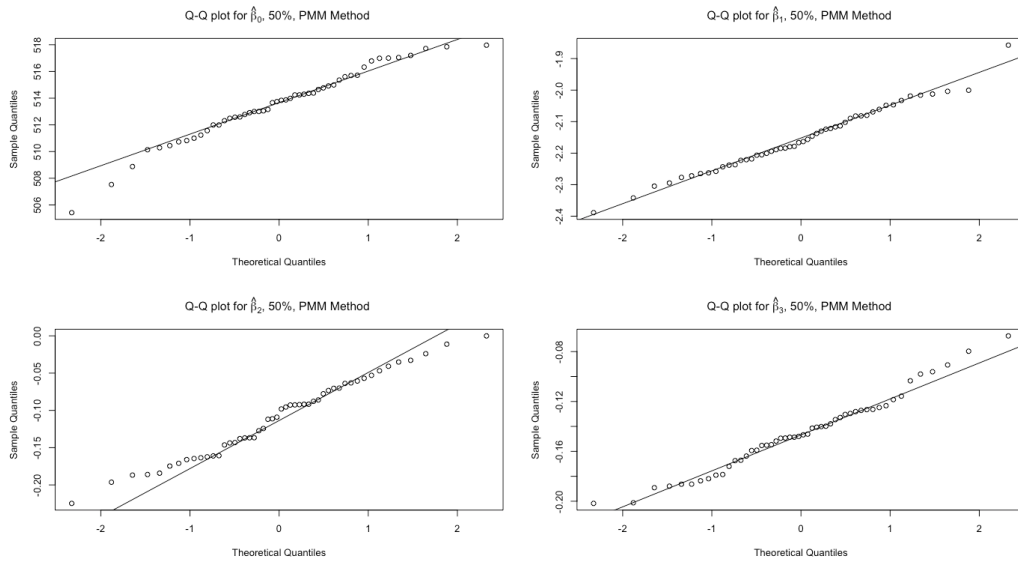 Q-Q plot for β̂₀, 50%, PMM Method
518
516
514
512
510
508
506
Sample Quantiles
-2 -1 0 1 2
Theoretical Quantiles
Q-Q plot for β̂₁, 50%, PMM Method
-1.9
-2.0
-2.1
-2.2
-2.3
-2.4
Sample Quantiles
-2 -1 0 1 2
Theoretical Quantiles
Q-Q plot for β̂₂, 50%, PMM Method
0.00
-0.05
-0.10
-0.15
-0.20
Sample Quantiles
-2 -1 0 1 2
Theoretical Quantiles
Q-Q plot for β̂₃, 50%, PMM Method
-0.08
-0.12
-0.16
-0.20
Sample Quantiles
-2 -1 0 1 2
Theoretical Quantiles